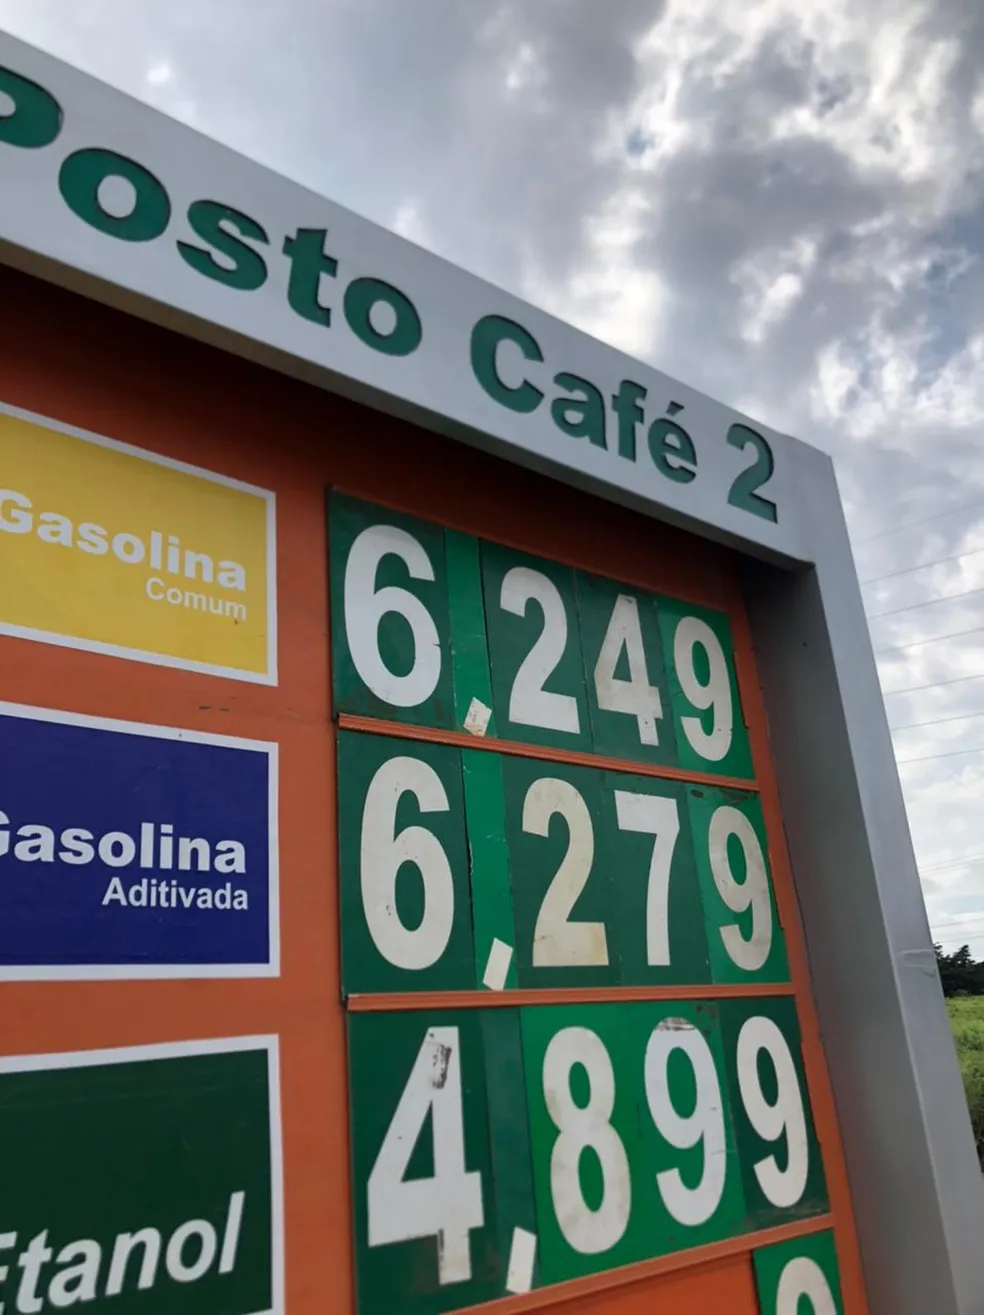 Posto Café 2
Gasolina
Comum
6,249
Gasolina
Aditivada
6,279
Etanol
4,899